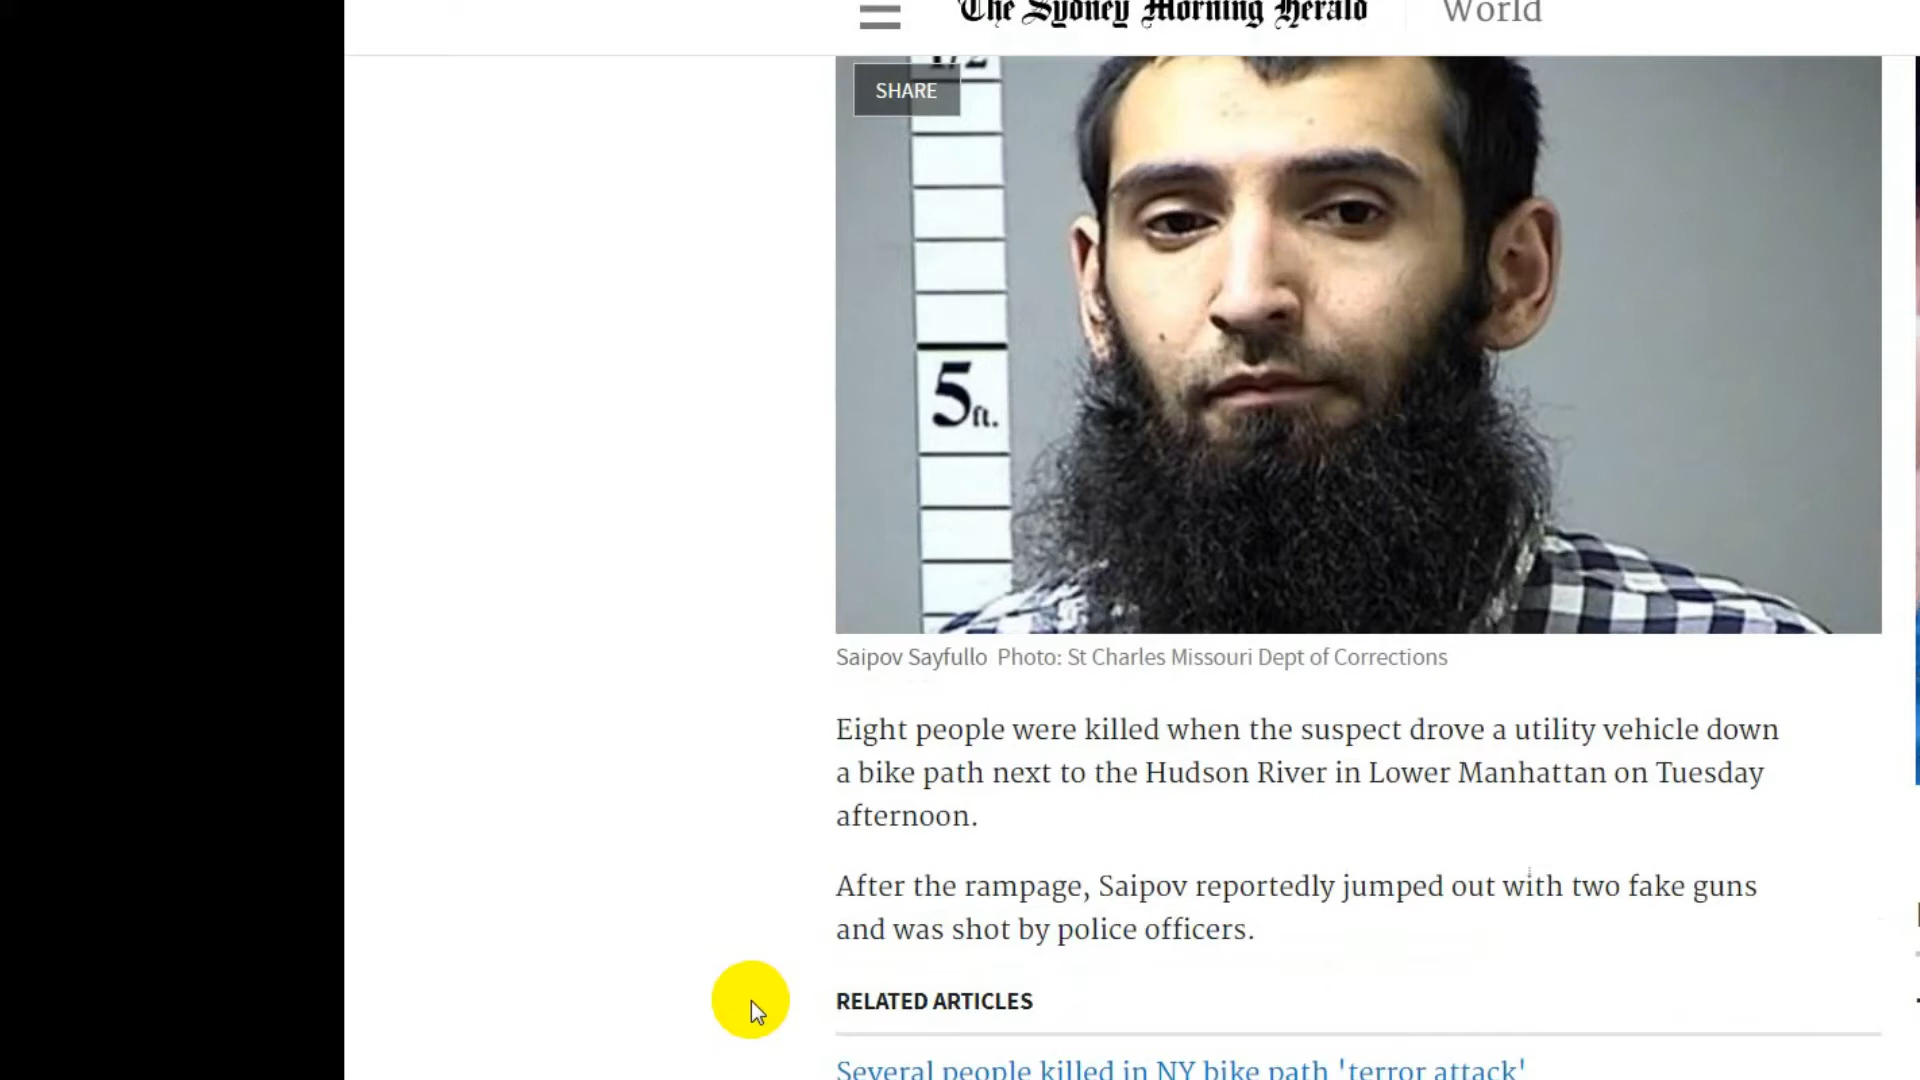 The Sydney Morning Herald
World
SHARE
5ft.
Saipov Sayfullo Photo: St Charles Missouri Dept of Corrections
Eight people were killed when the suspect drove a utility vehicle down
a bike path next to the Hudson River in Lower Manhattan on Tuesday
afternoon.
After the rampage, Saipov reportedly jumped out with two fake guns
and was shot by police officers.
RELATED ARTICLES
Several people killed in NY bike path 'terror attack'